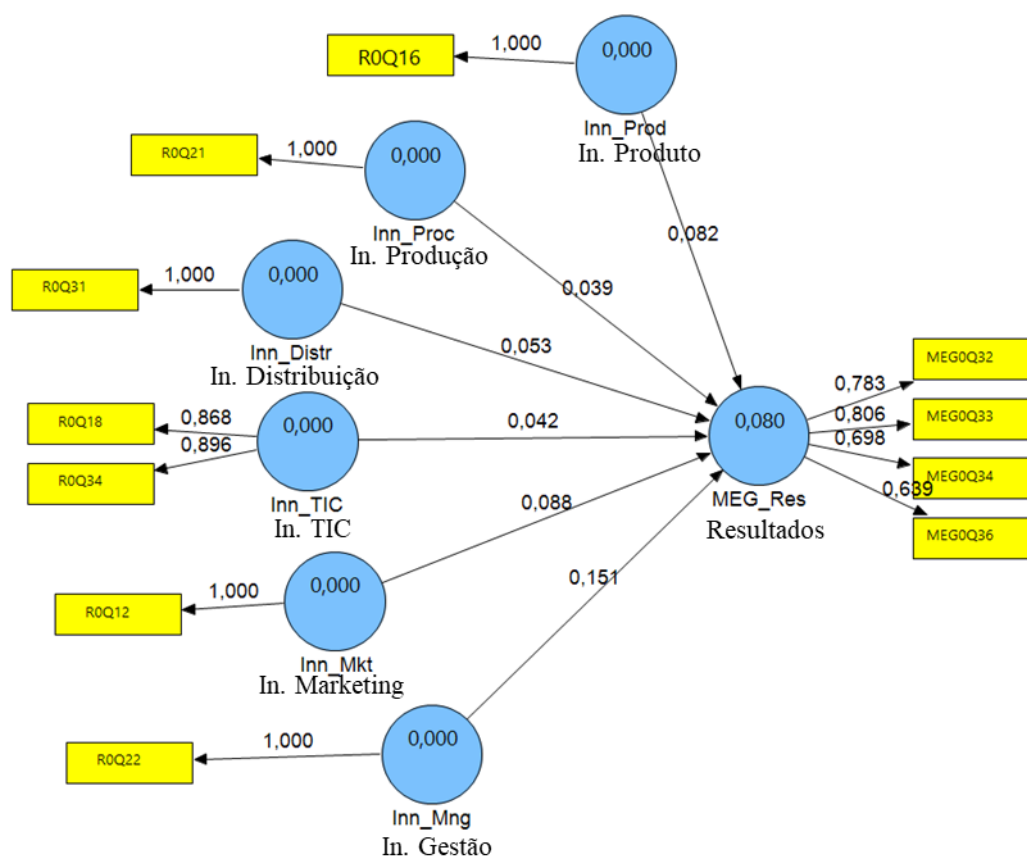 R0Q16
1,000
0,000
Inn_Prod
In. Produto
R0Q21
1,000
0,000
Inn_Proc
In. Produção
0,082
R0Q31
1,000
0,000
Inn_Distr
In. Distribuição
0,039
0,053
R0Q18
0,868
R0Q34
0,896
0,000
Inn_TIC
In. TIC
0,042
0,080
MEG_Res
Resultados
0,783
MEG0Q32
0,806
MEG0Q33
0,698
MEG0Q34
0,639
MEG0Q36
R0Q12
1,000
0,000
Inn_Mkt
In. Marketing
0,088
0,151
R0Q22
1,000
0,000
Inn_Mng
In. Gestão